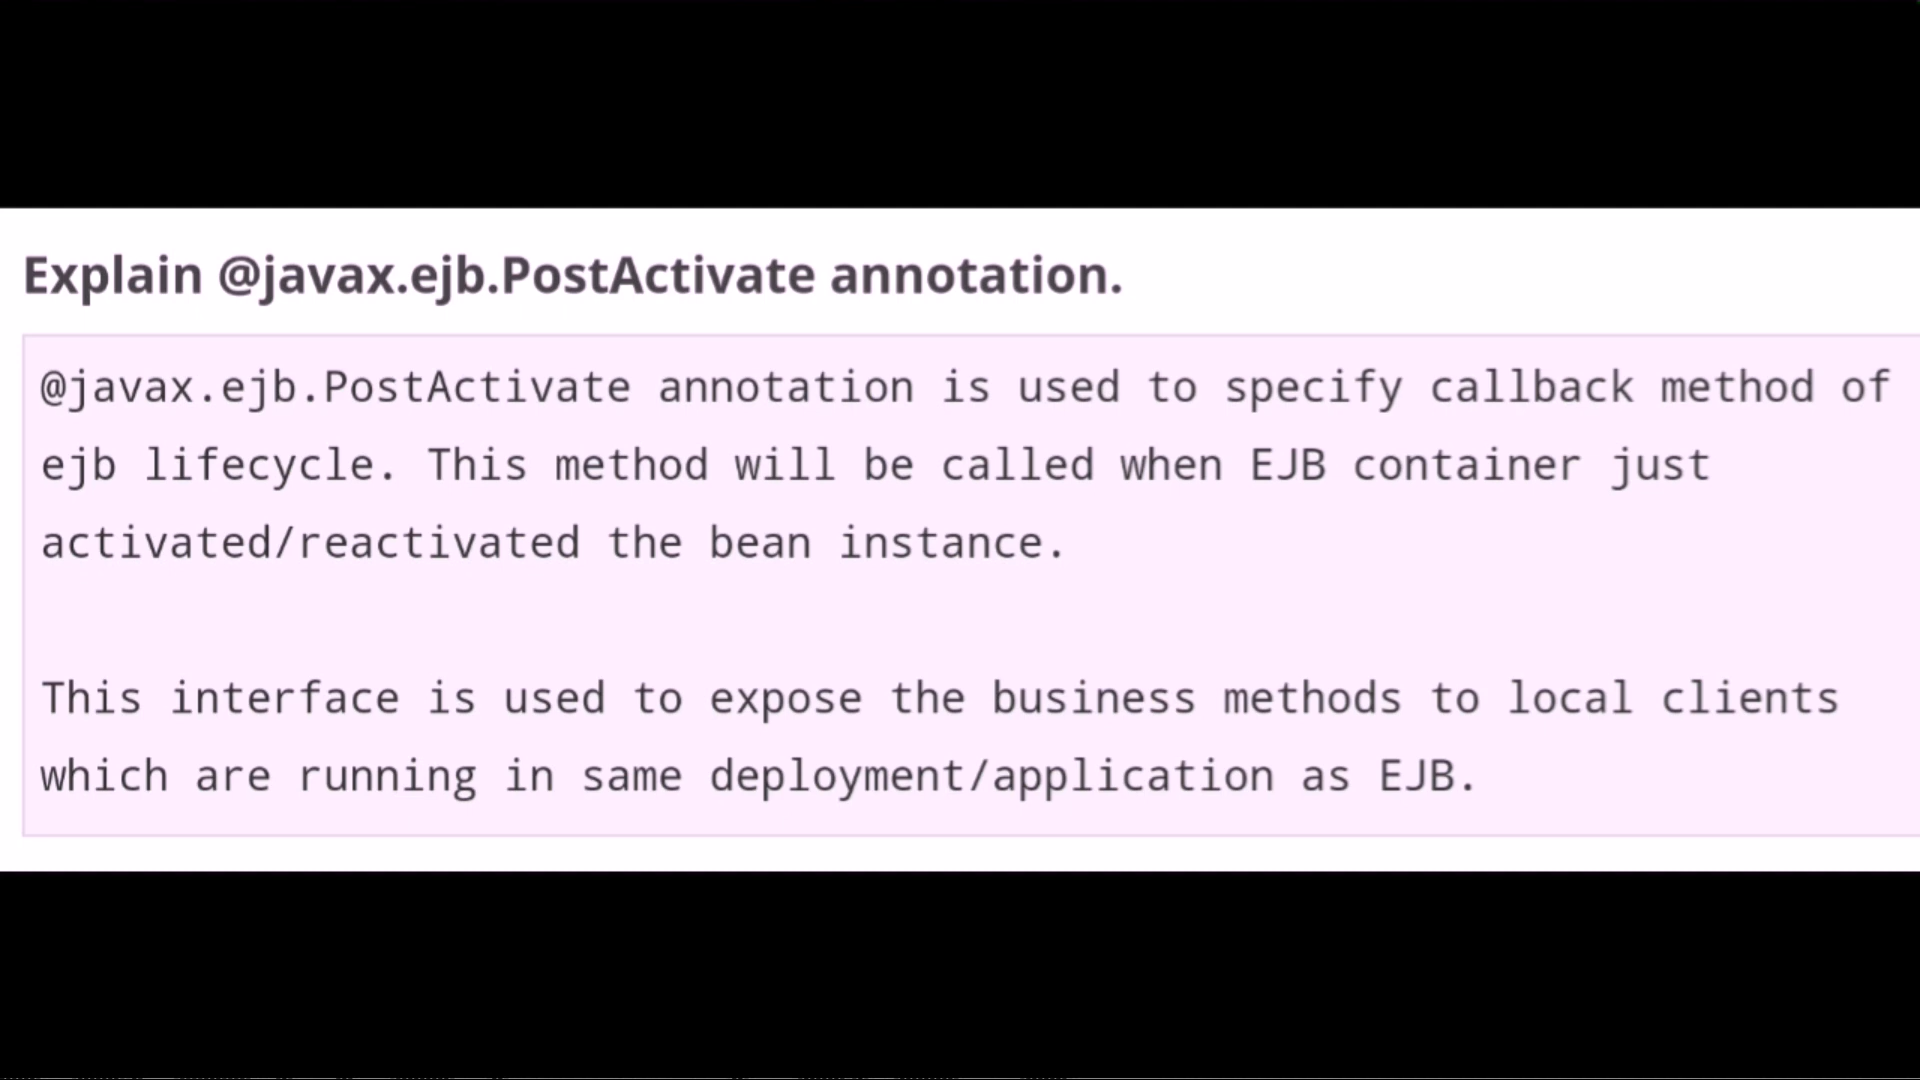 Explain @javax.ejb.PostActivate annotation.
@javax.ejb.PostActivate annotation is used to specify callback method of
ejb lifecycle. This method will be called when EJB container just
activated/reactivated the bean instance.
This interface is used to expose the business methods to local clients
which are running in same deployment/application as EJB.